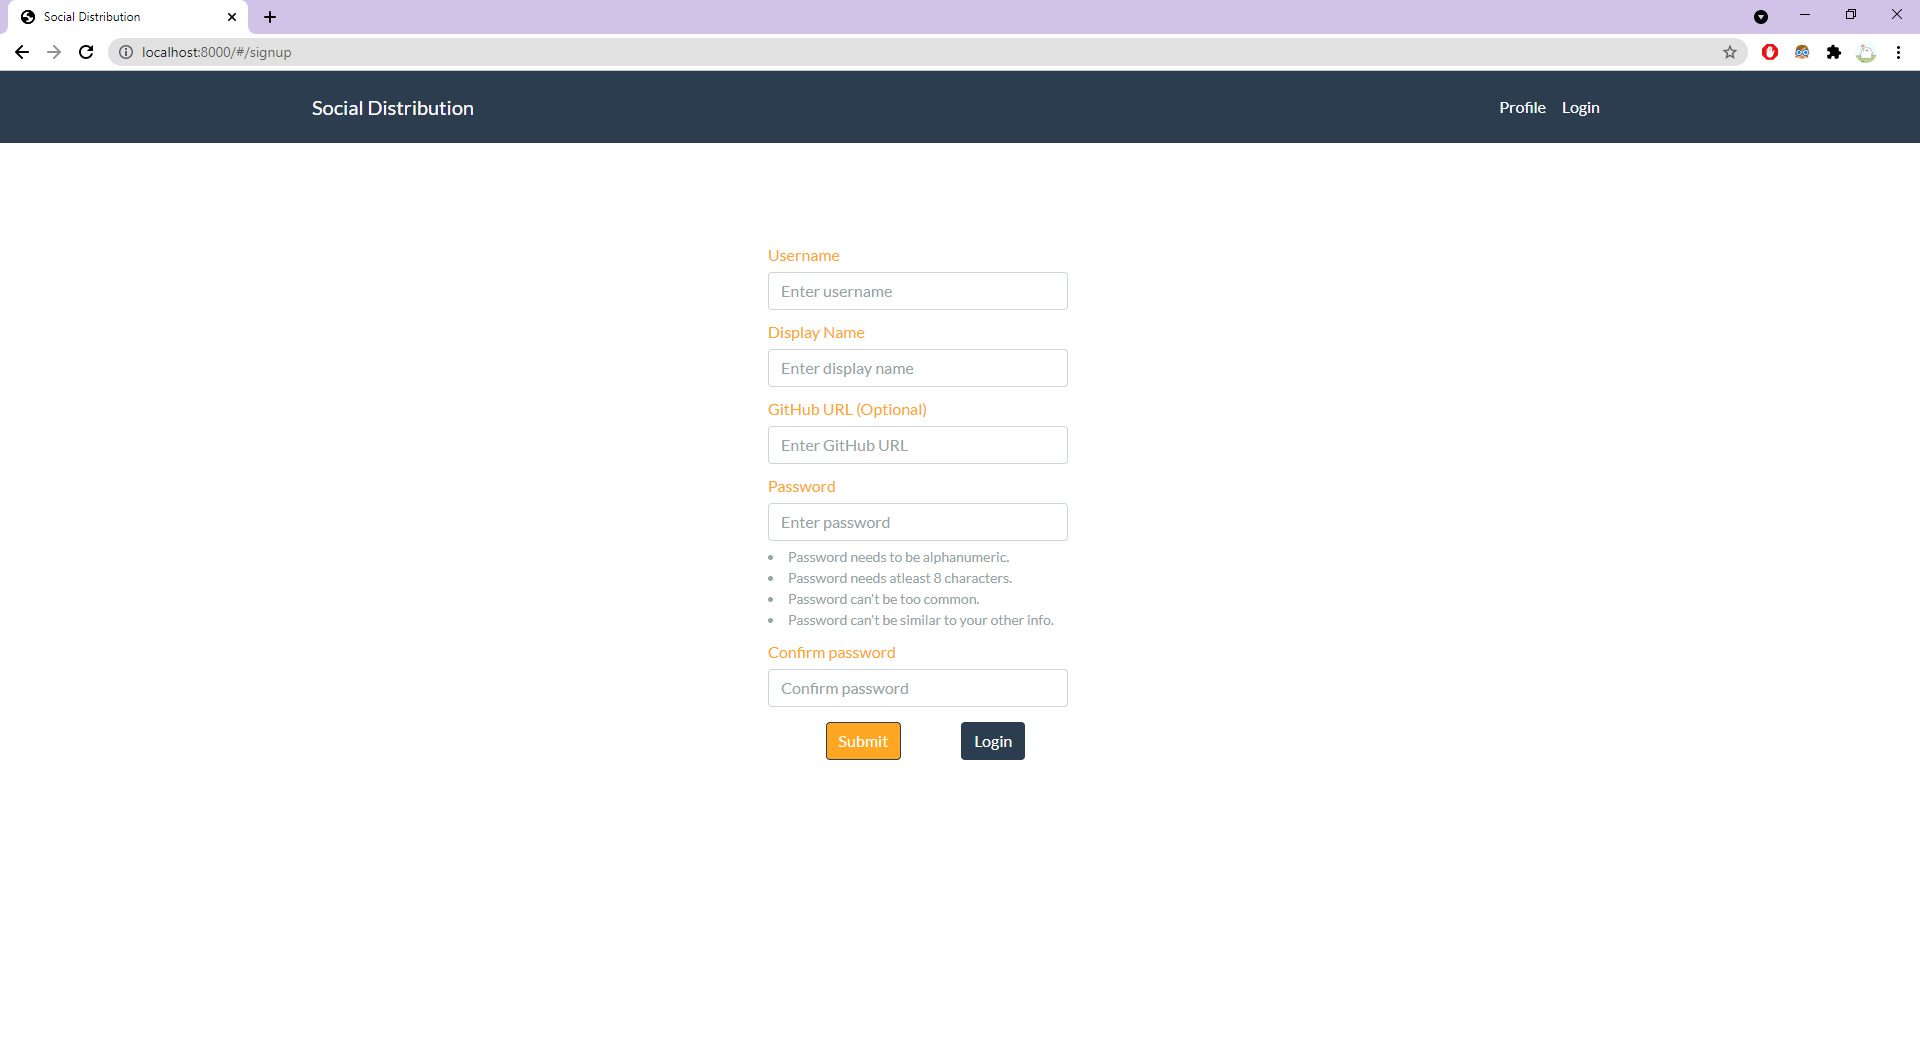 Social Distribution
localhost:8000/#/signup
Social Distribution
Profile Login
Username
Enter username
Display Name
Enter display name
GitHub URL (Optional)
Enter GitHub URL
Password
Enter password
Password needs to be alphanumeric.
Password needs atleast 8 characters.
Password can't be too common.
Password can't be similar to your other info.
Confirm password
Confirm password
Submit Login